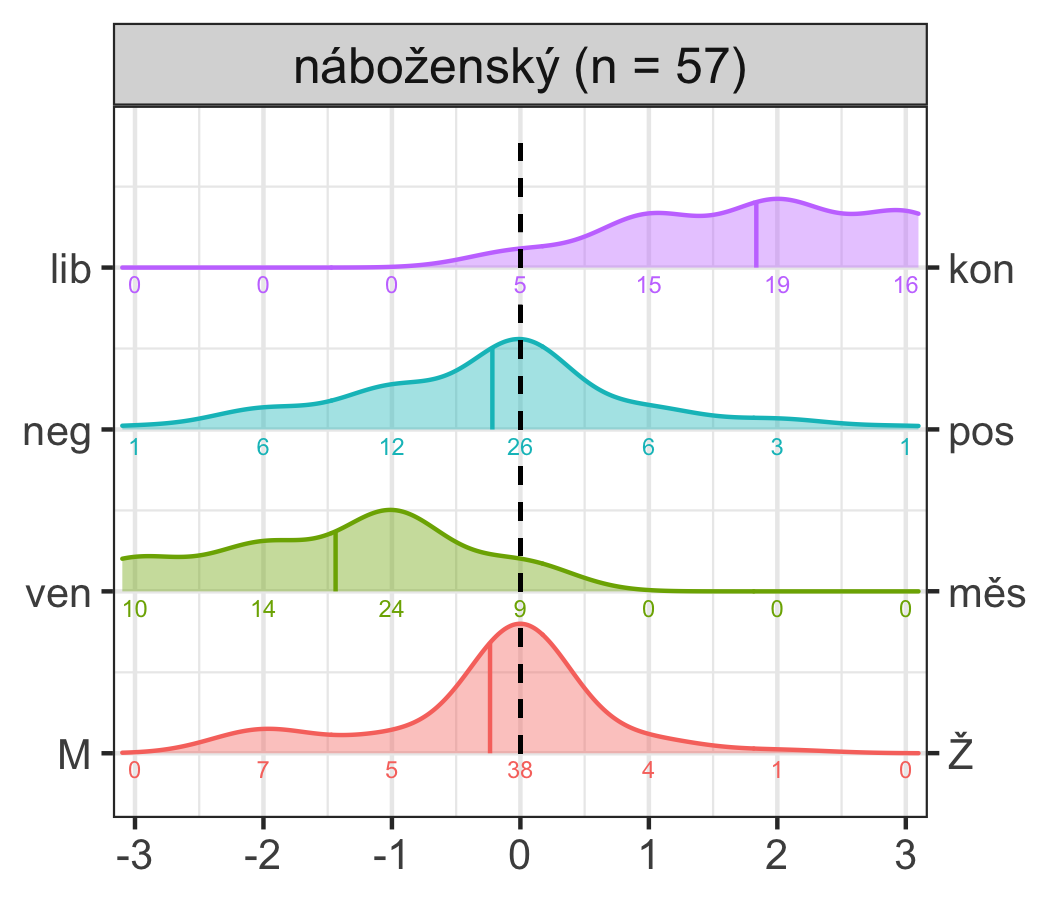 náboženský (n = 57)
lib kon
0 0 0 5 15 19 16
neg pos
1 6 12 26 6 3 1
ven měs
10 14 24 9 0 0 0
M Ž
0 7 5 38 4 1 0
-3 -2 -1 0 1 2 3